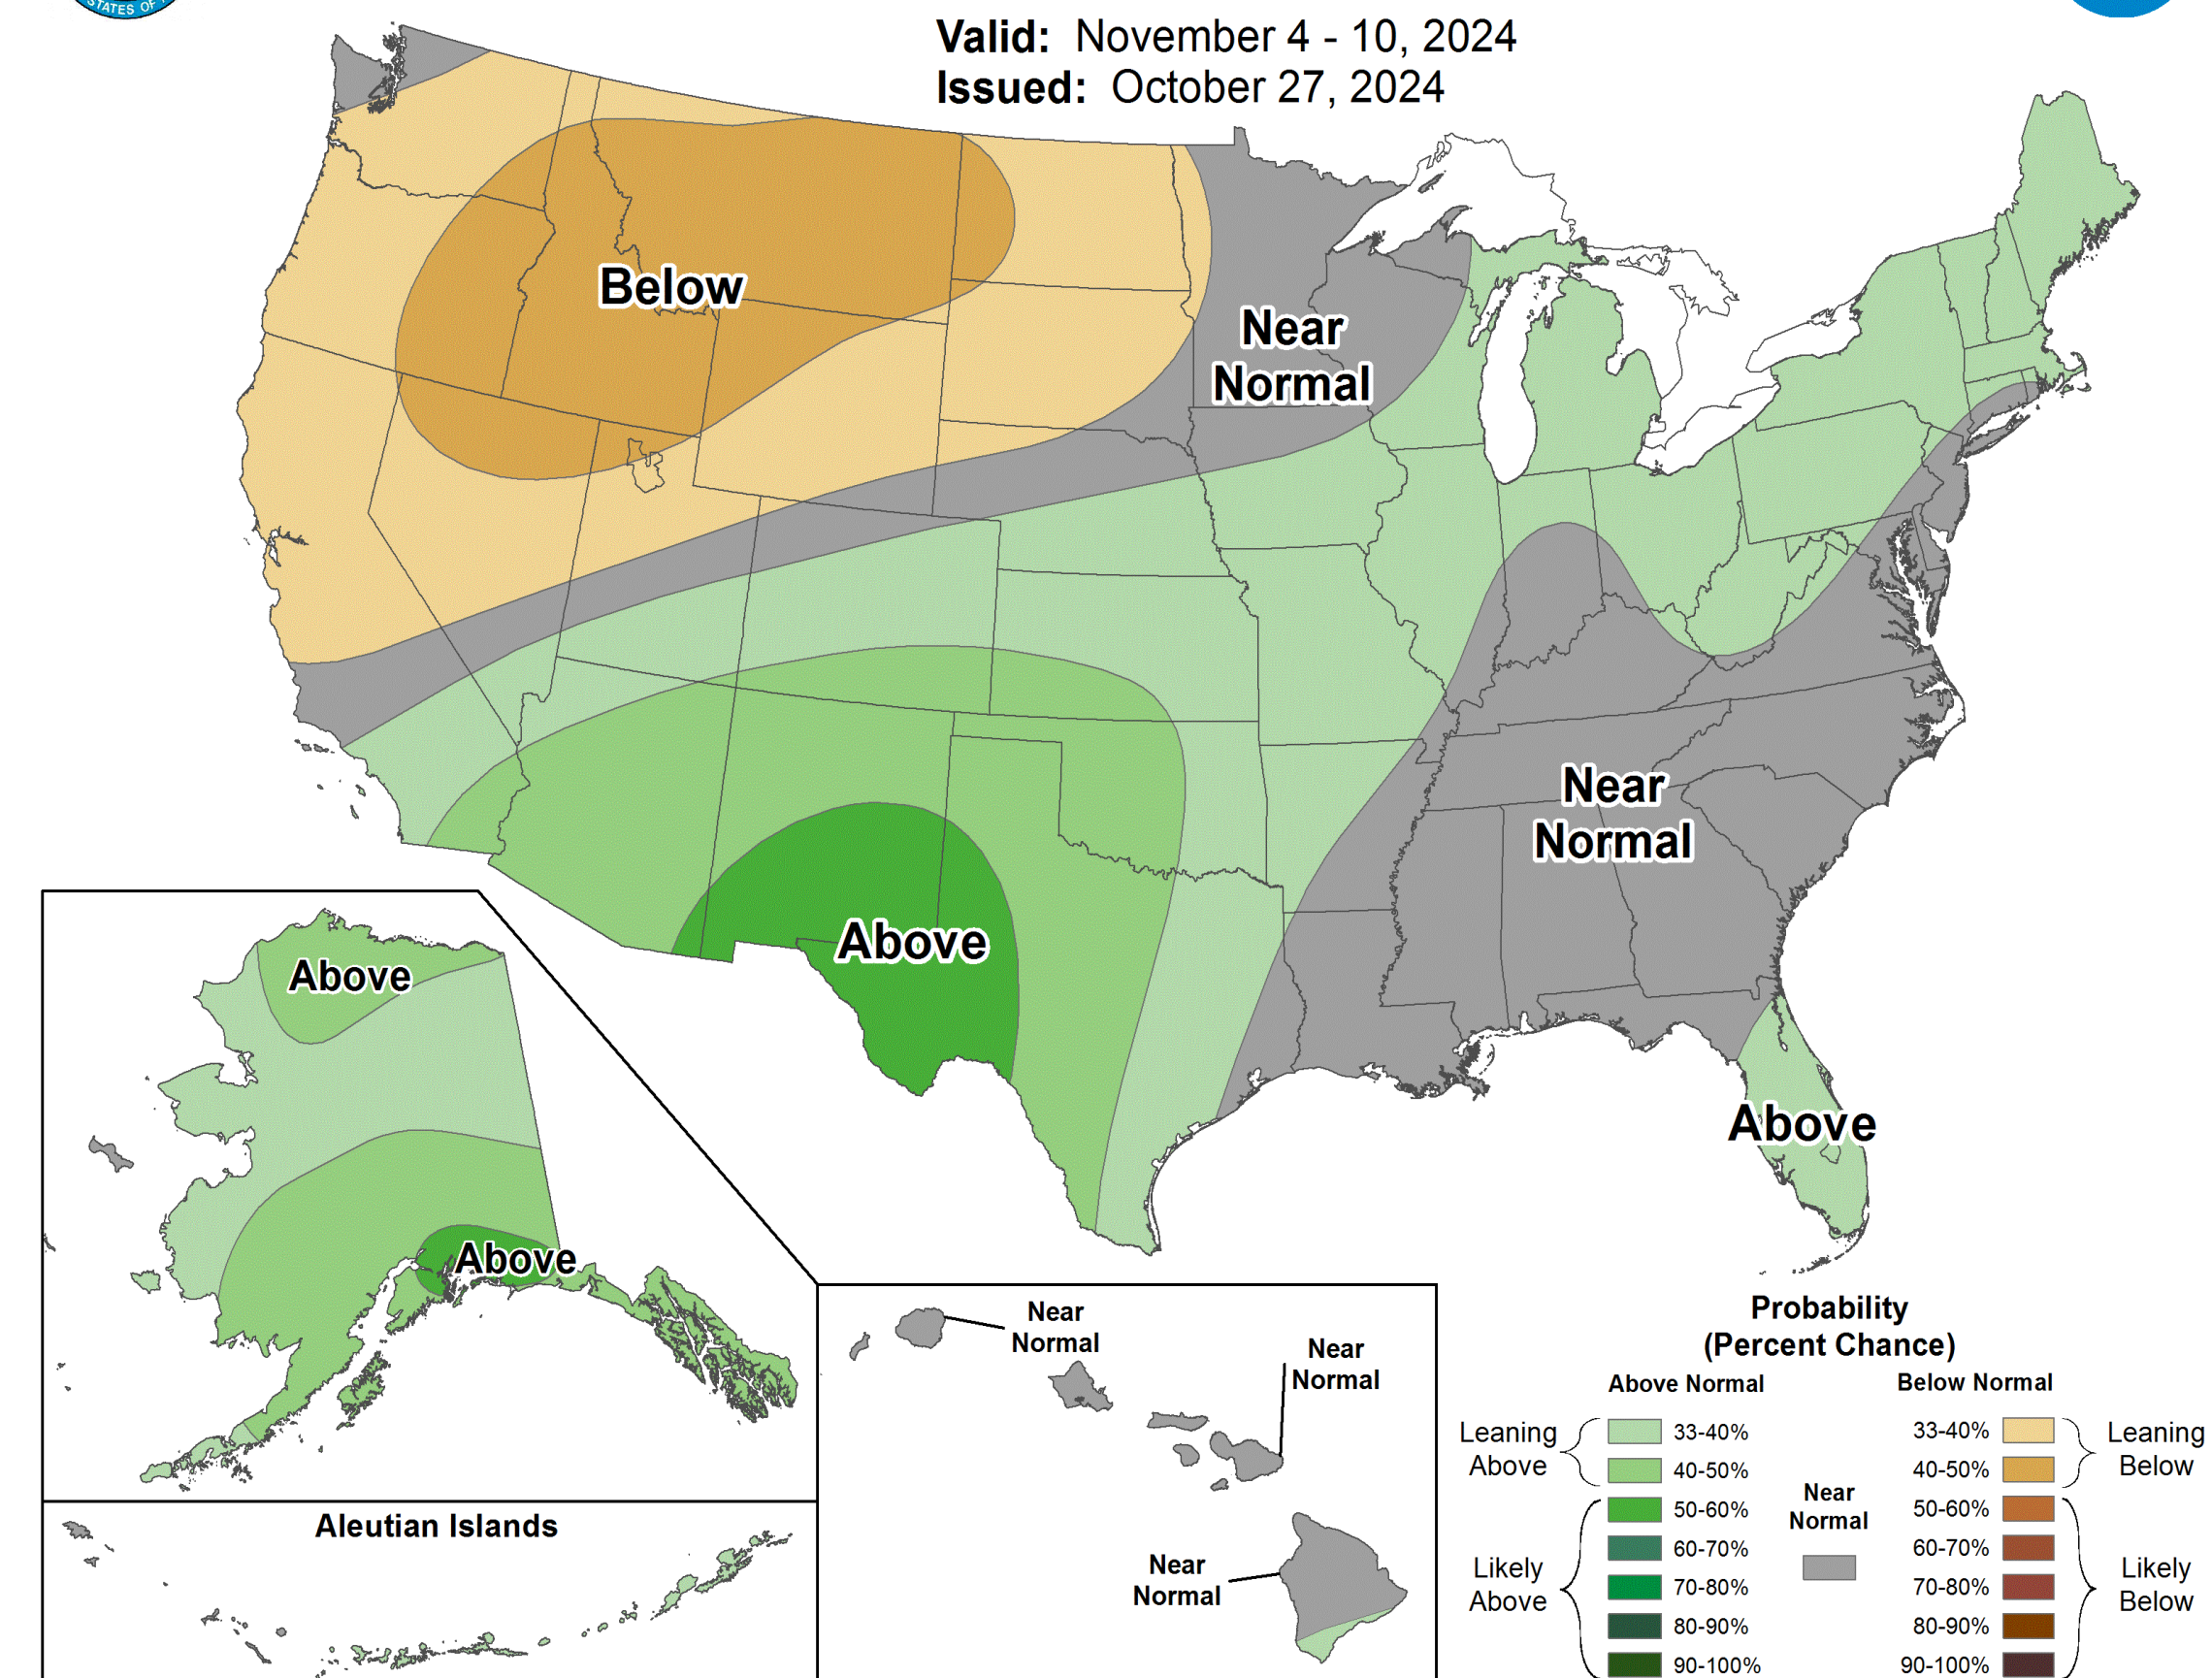 STATES OF
Valid: November 4 - 10, 2024
Issued: October 27, 2024
Below
Near
Normal
Near
Normal
Above
Above
Above
Above
Near
Normal
Near
Normal
Near
Normal
Aleutian Islands
Probability
(Percent Chance)
Above Normal
Below Normal
Leaning
Above
33-40%
40-50%
Likely
Above
50-60%
60-70%
70-80%
80-90%
90-100%
Near
Normal
33-40%
40-50%
Leaning
Below
50-60%
60-70%
70-80%
80-90%
90-100%
Likely
Below